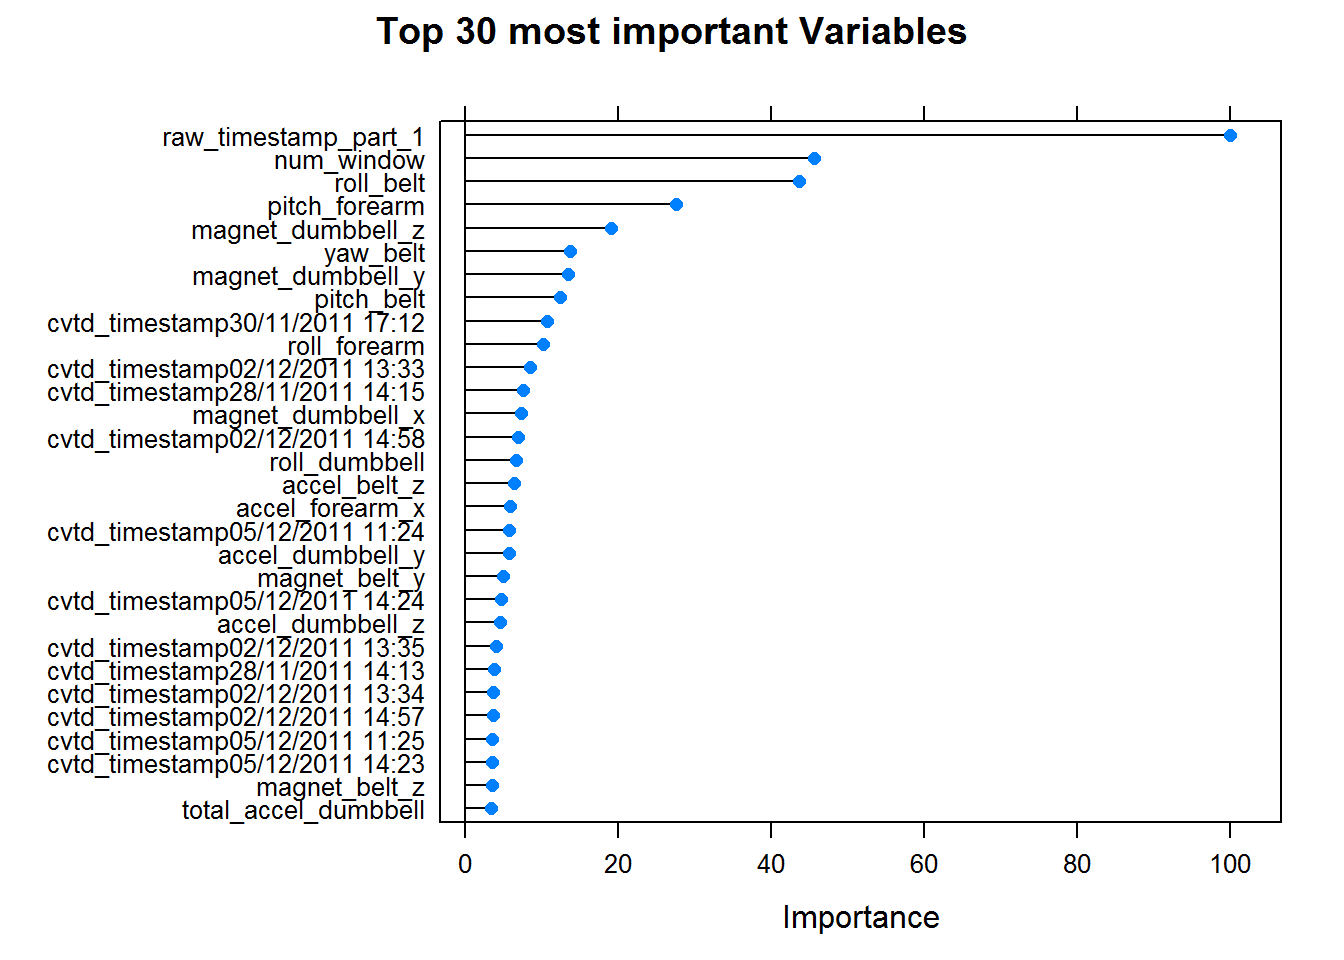 Top 30 most important Variables
raw_timestamp_part_1
num_window
roll_belt
pitch_forearm
magnet_dumbbell_z
yaw_belt
magnet_dumbbell_y
pitch_belt
cvtd_timestamp30/11/2011 17:12
roll_forearm
cvtd_timestamp02/12/2011 13:33
cvtd_timestamp28/11/2011 14:15
magnet_dumbbell_x
cvtd_timestamp02/12/2011 14:58
roll_dumbbell
accel_belt_z
accel_forearm_x
cvtd_timestamp05/12/2011 11:24
accel_dumbbell_y
magnet_belt_y
cvtd_timestamp05/12/2011 14:24
accel_dumbbell_z
cvtd_timestamp02/12/2011 13:35
cvtd_timestamp28/11/2011 14:13
cvtd_timestamp02/12/2011 13:34
cvtd_timestamp02/12/2011 14:57
cvtd_timestamp05/12/2011 11:25
cvtd_timestamp05/12/2011 14:23
magnet_belt_z
total_accel_dumbbell
0 20 40 60 80 100
Importance